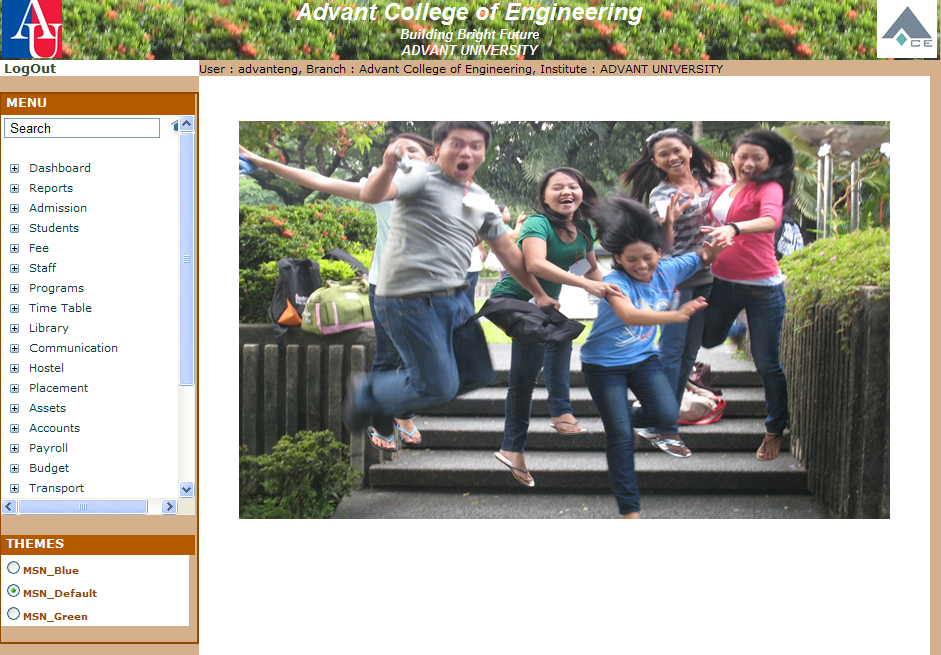 AU
Advant College of Engineering
Building Bright Future
ADVANT UNIVERSITY
ACE
LogOut
User : advanteng, Branch : Advant College of Engineering, Institute : ADVANT UNIVERSITY
MENU
Search
Dashboard
Reports
Admission
Students
Fee
Staff
Programs
Time Table
Library
Communication
Hostel
Placement
Assets
Accounts
Payroll
Budget
Transport
THEMES
MSN_Blue
MSN_Default
MSN_Green